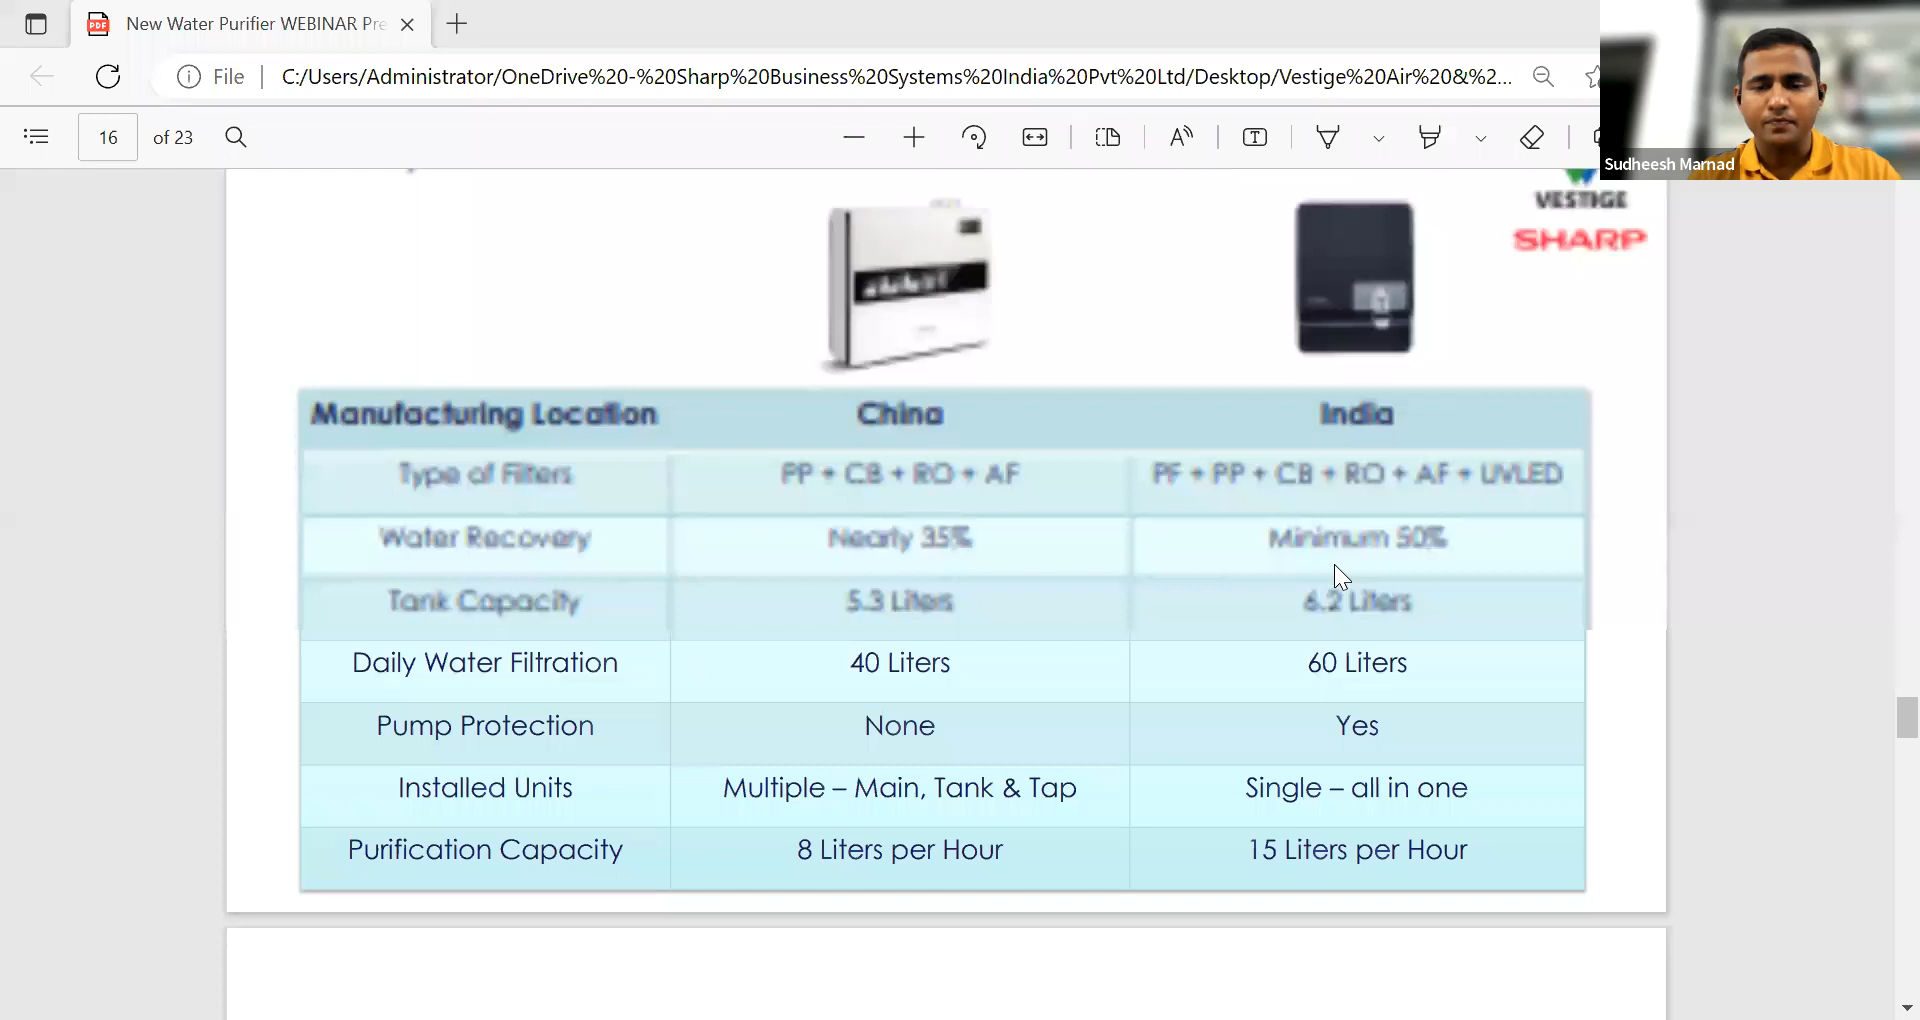 New Water Purifier WEBINAR Pre
File
C:/Users/Administrator/OneDrive%20-%20Sharp%20Business%20Systems%20India%20Pvt%20Ltd/Desktop/Vestige%20Air%20&%2...
16 of 23
Sudheesh Marnad
VESTIGE
SHARP
Manufacturing Location China India
Type of Filters PP + CB + RO + AF PF + PP + CB + RO + AF + UVLED
Water Recovery Nearly 35% Minimum 50%
Tank Capacity 5.3 Liters 6.2 Liters
Daily Water Filtration 40 Liters 60 Liters
Pump Protection None Yes
Installed Units Multiple – Main, Tank & Tap Single – all in one
Purification Capacity 8 Liters per Hour 15 Liters per Hour